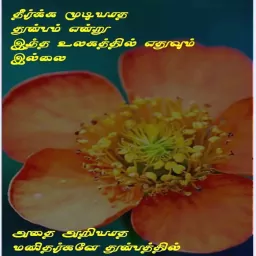 தீர்க்க முடியாத
துன்பம் என்று
இந்த உலகத்தில் எதுவும்
இல்லை
அதை அறியாத
மனிதர்களே துன்பத்தில்